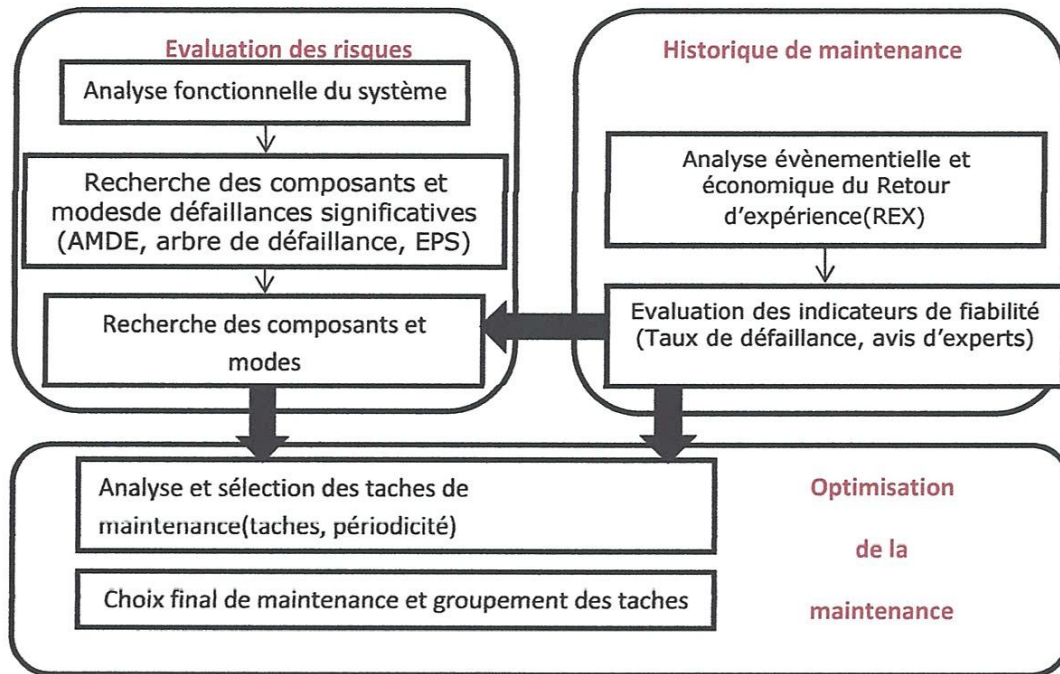 Evaluation des risques
Analyse fonctionnelle du système
Recherche des composants et
modesde défaillances significatives
(AMDE, arbre de défaillance, EPS)
Recherche des composants et
modes
Historique de maintenance
Analyse évènementielle et
économique du Retour
d’expérience(REX)
Evaluation des indicateurs de fiabilité
(Taux de défaillance, avis d’experts)
Analyse et sélection des taches de
maintenance(taches, périodicité)
Choix final de maintenance et groupement des taches
Optimisation
de la
maintenance